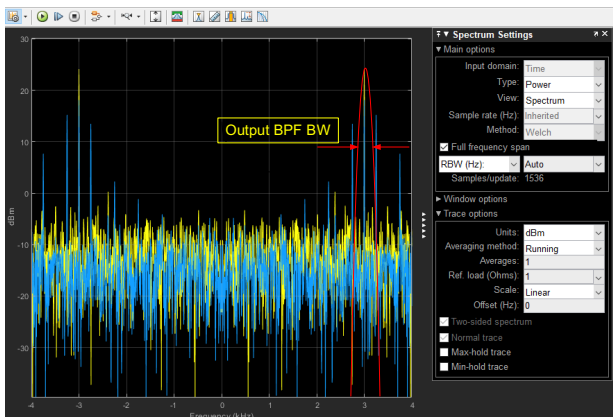 Spectrum Settings
Main options
Input domain: Time
Type: Power
View: Spectrum
Sample rate (Hz): Inherited
Method: Welch
Full frequency span
RBW (Hz): Auto
Samples/update: 1536
Window options
Trace options
Units: dBm
Averaging method: Running
Averages: 1
Ref. load (Ohms): 1
Scale: Linear
Offset (Hz): 0
Two-sided spectrum
Normal trace
Max-hold trace
Min-hold trace
30
20
10
0
-10
-20
-30
dBm
Output BPF BW
-4 -3 -2 -1 0 1 2 3 4
Frequency (kHz)